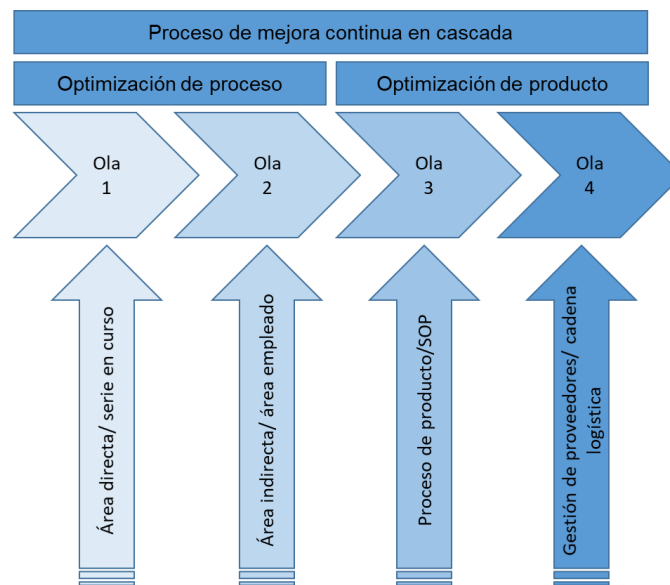 Proceso de mejora continua en cascada
Optimización de proceso
Optimización de producto
Ola
1
Ola
2
Ola
3
Ola
4
Área directa/ serie en curso
Área indirecta/ área empleado
Proceso de producto/SOP
Gestión de proveedores/ cadena
logística